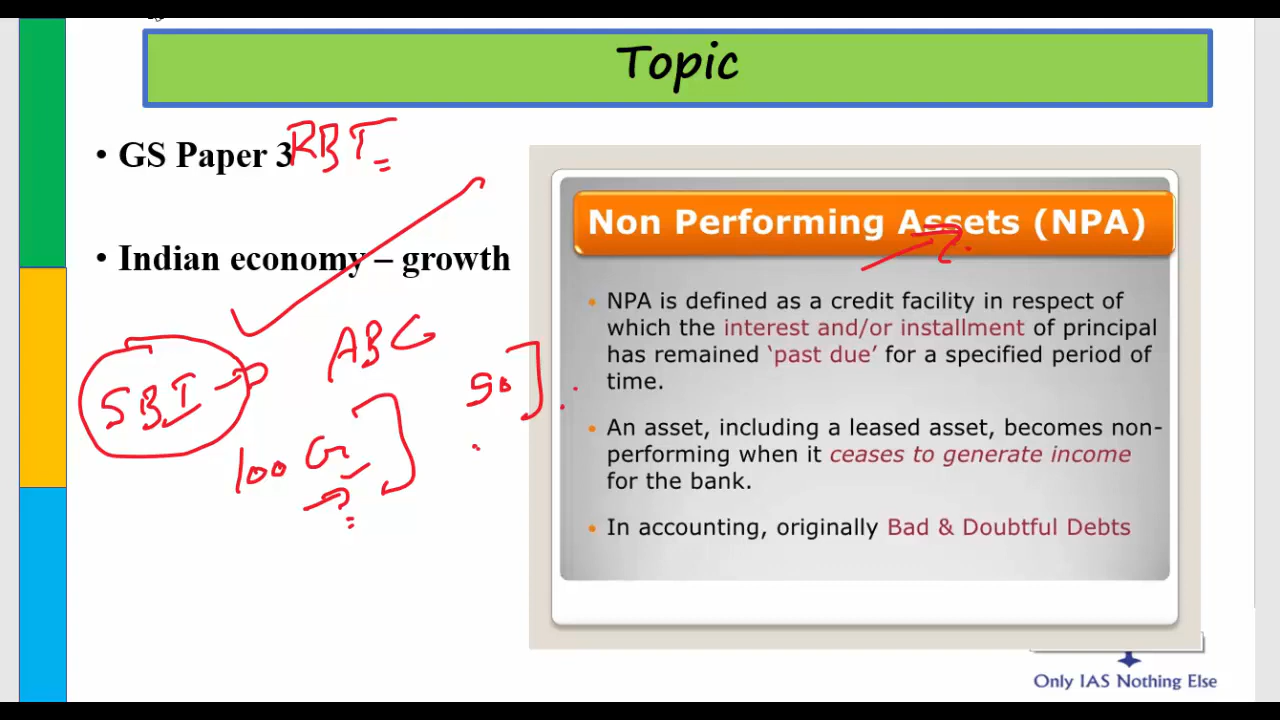 Topic
• GS Paper 3
RBI
• Indian economy – growth
ABC
SBI
50
100 Cr
Non Performing Assets (NPA)
• NPA is defined as a credit facility in respect of
which the interest and/or installment of principal
has remained ‘past due’ for a specified period of
time.
• An asset, including a leased asset, becomes non-
performing when it ceases to generate income
for the bank.
• In accounting, originally Bad & Doubtful Debts
Only IAS Nothing Else